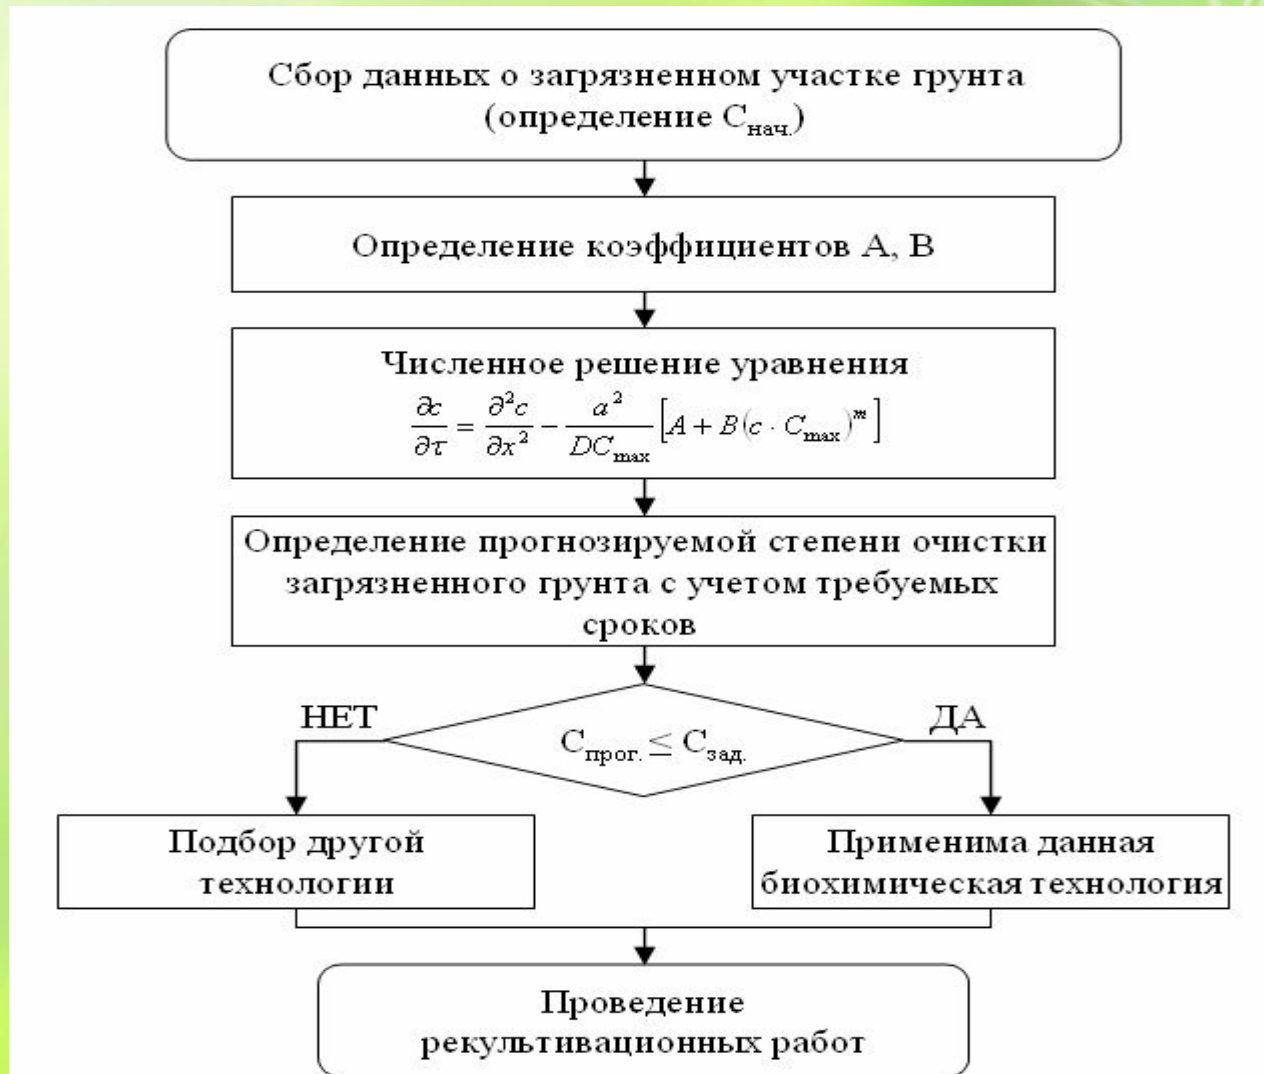 Сбор данных о загрязненном участке грунта
(определение Cнач.)
Определение коэффициентов А, В
Численное решение уравнения
∂c/∂τ = ∂²c/∂x² − a²/(DCmax) [A + B(c · Cmax)^m]
Определение прогнозируемой степени очистки
загрязненного грунта с учетом требуемых
сроков
НЕТ
ДА
Cпрог. ≤ Cзад.
Подбор другой
технологии
Применима данная
биохимическая технология
Проведение
рекультивационных работ